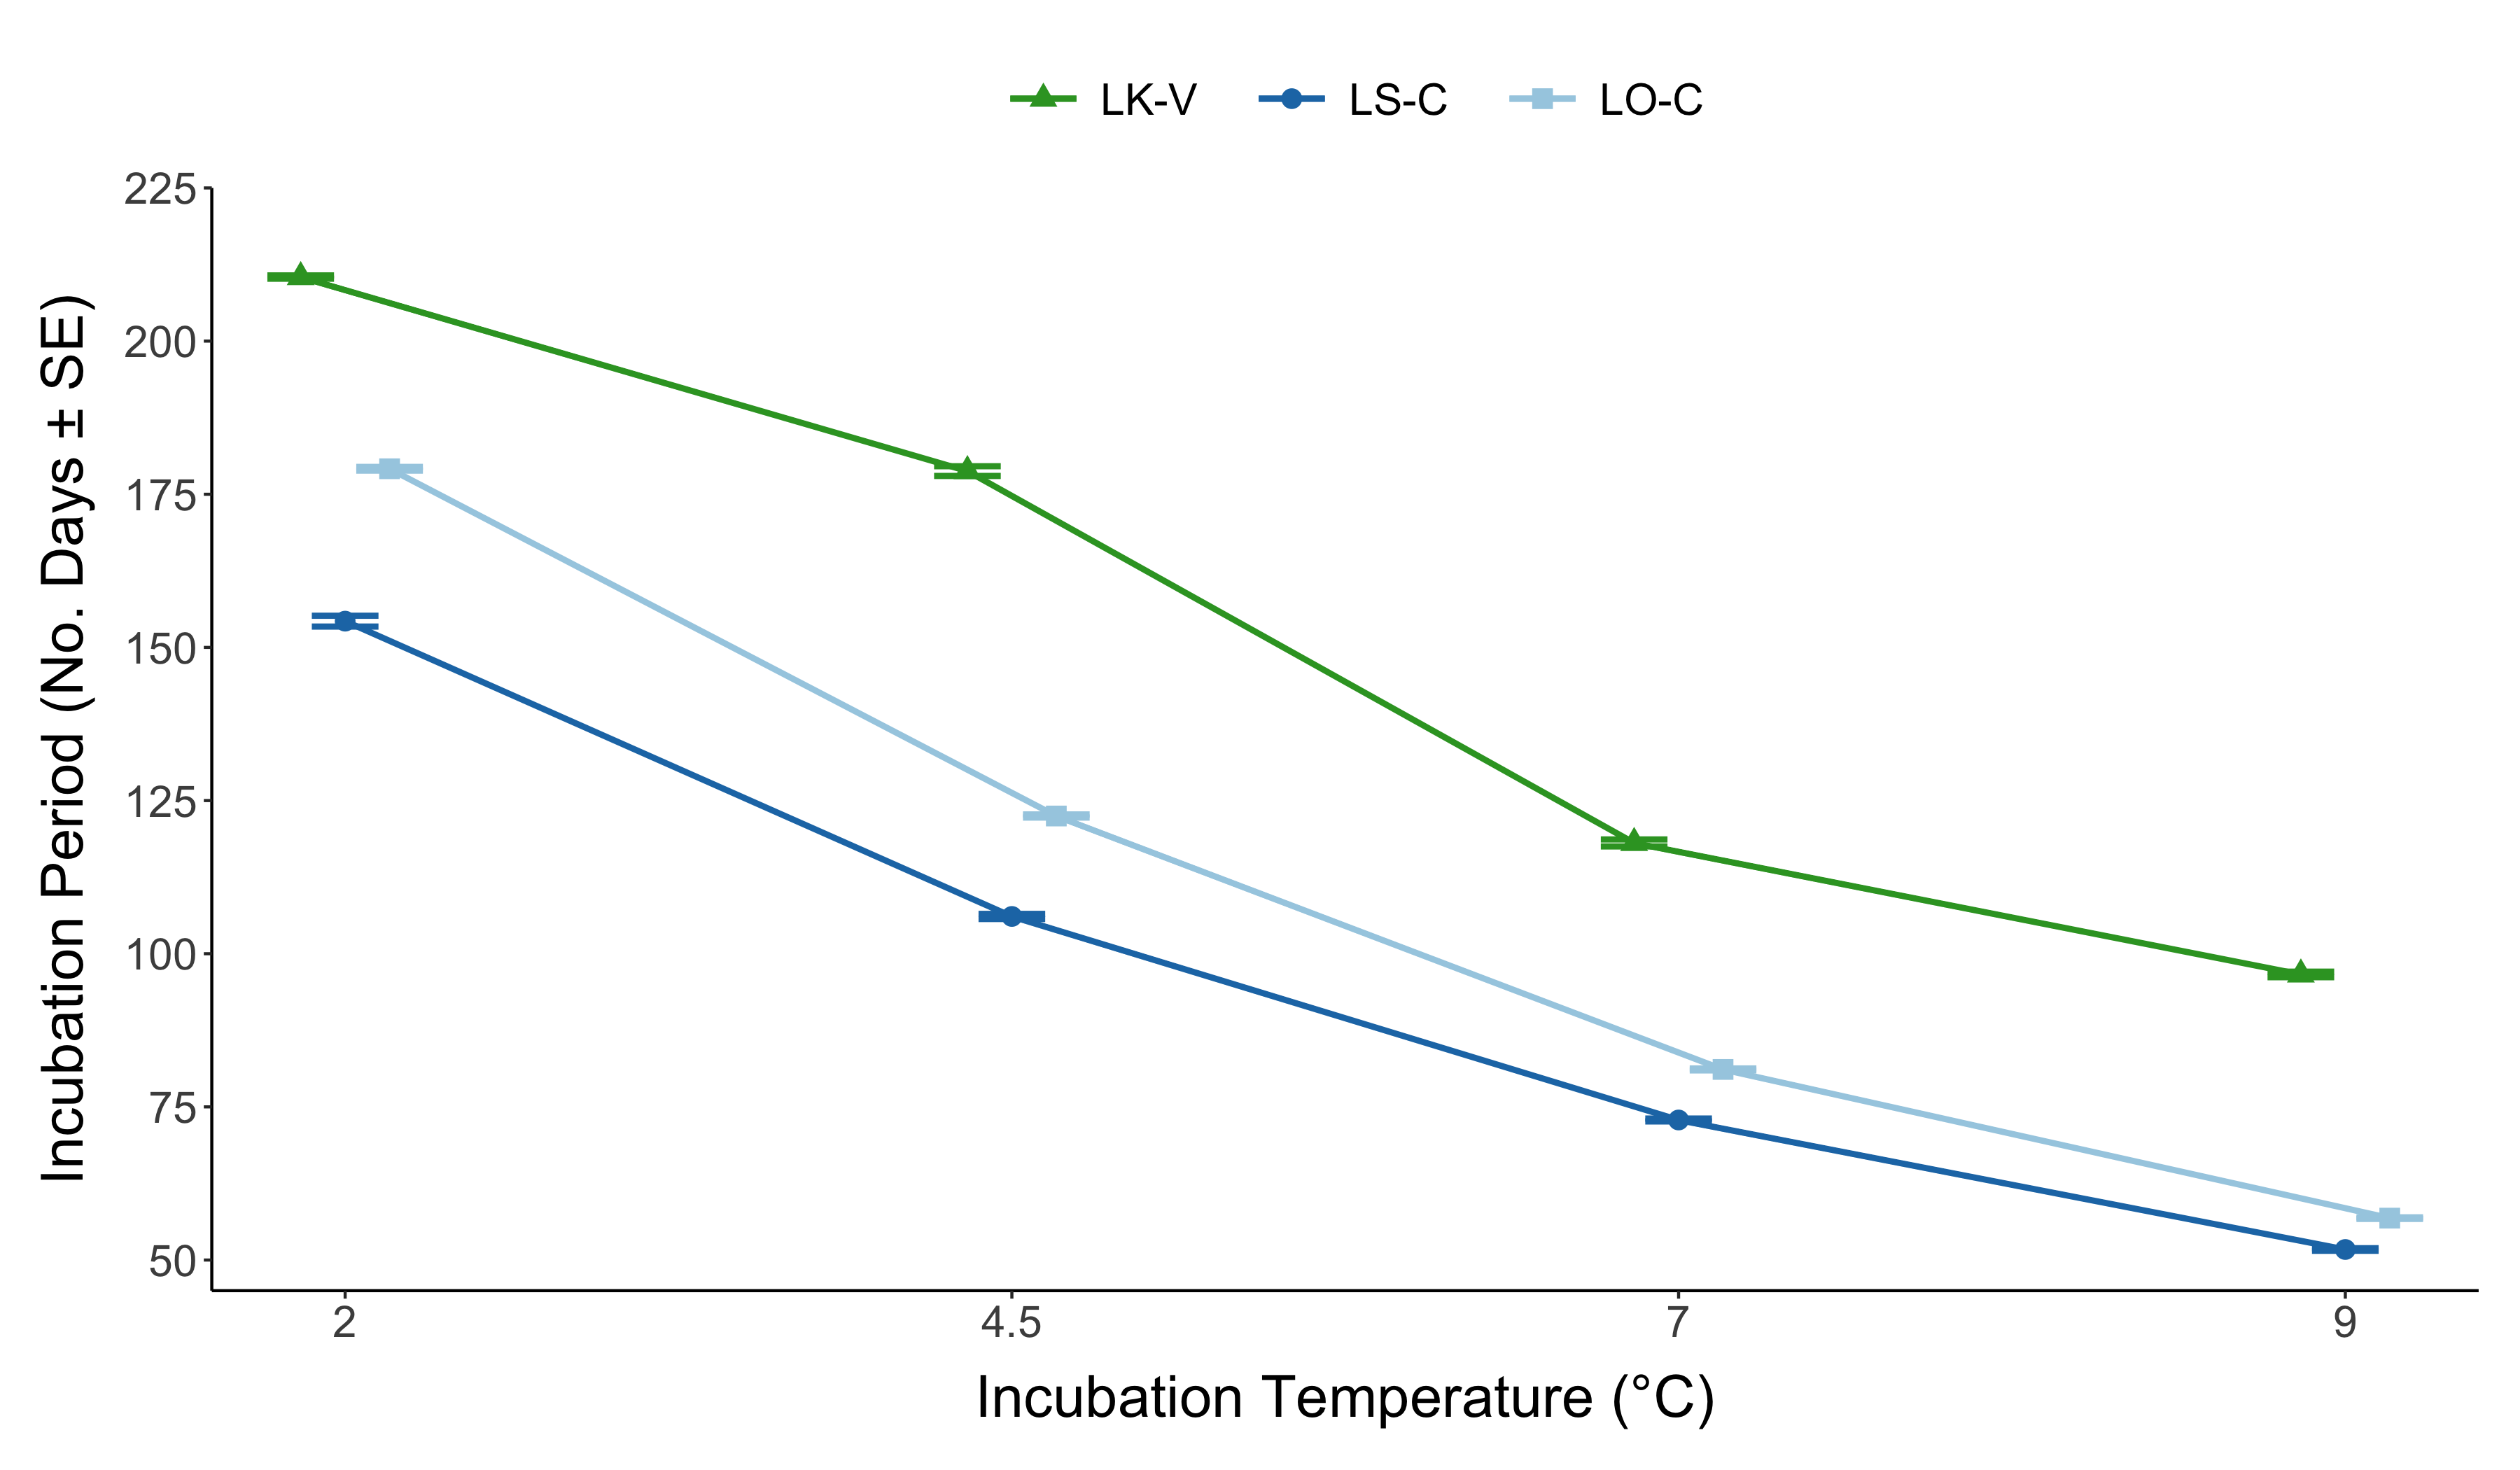 LK-V LS-C LO-C
225
200
175
150
125
100
75
50
Incubation Period (No. Days ± SE)
2 4.5 7 9
Incubation Temperature (°C)